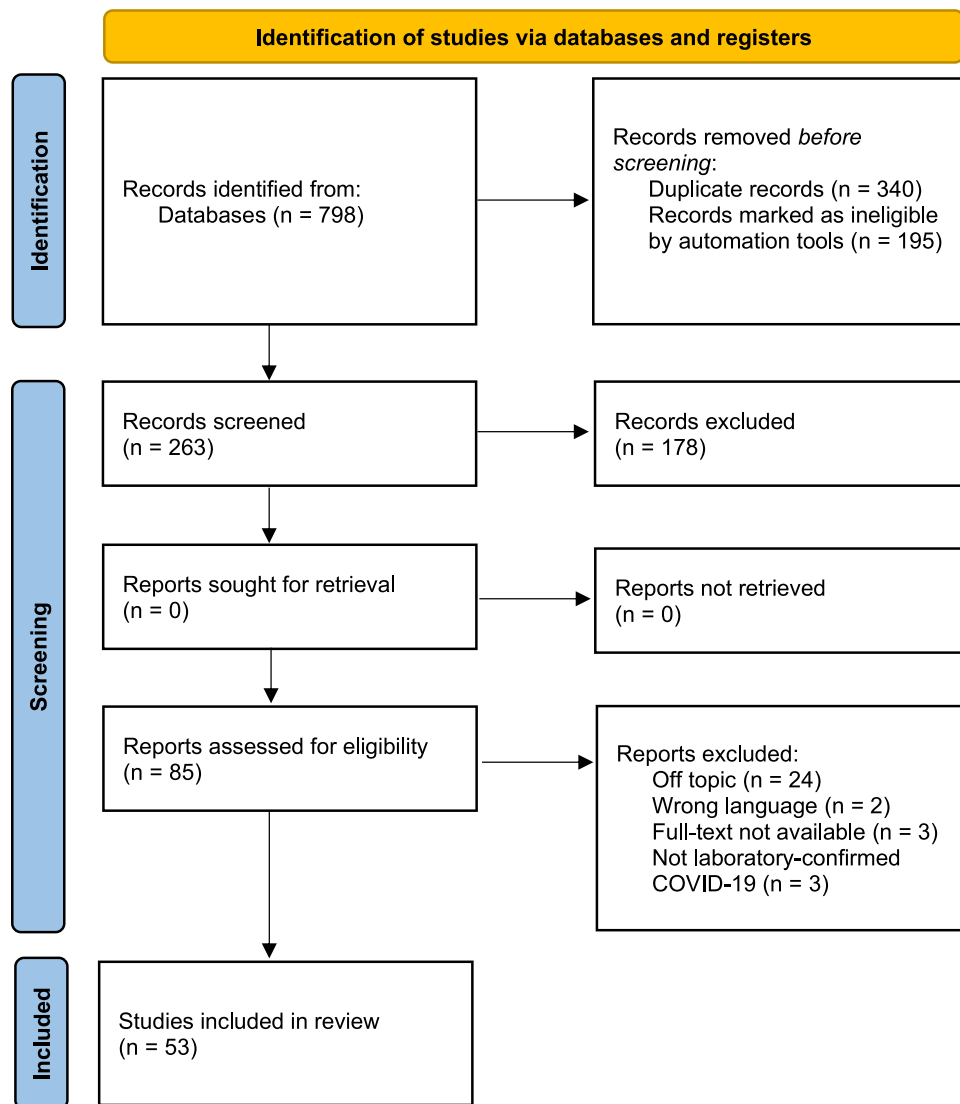 Identification of studies via databases and registers
Identification
Records identified from:
Databases (n = 798)
Records removed before
screening:
Duplicate records (n = 340)
Records marked as ineligible
by automation tools (n = 195)
Screening
Records screened
(n = 263)
Records excluded
(n = 178)
Reports sought for retrieval
(n = 0)
Reports not retrieved
(n = 0)
Reports assessed for eligibility
(n = 85)
Reports excluded:
Off topic (n = 24)
Wrong language (n = 2)
Full-text not available (n = 3)
Not laboratory-confirmed
COVID-19 (n = 3)
Included
Studies included in review
(n = 53)